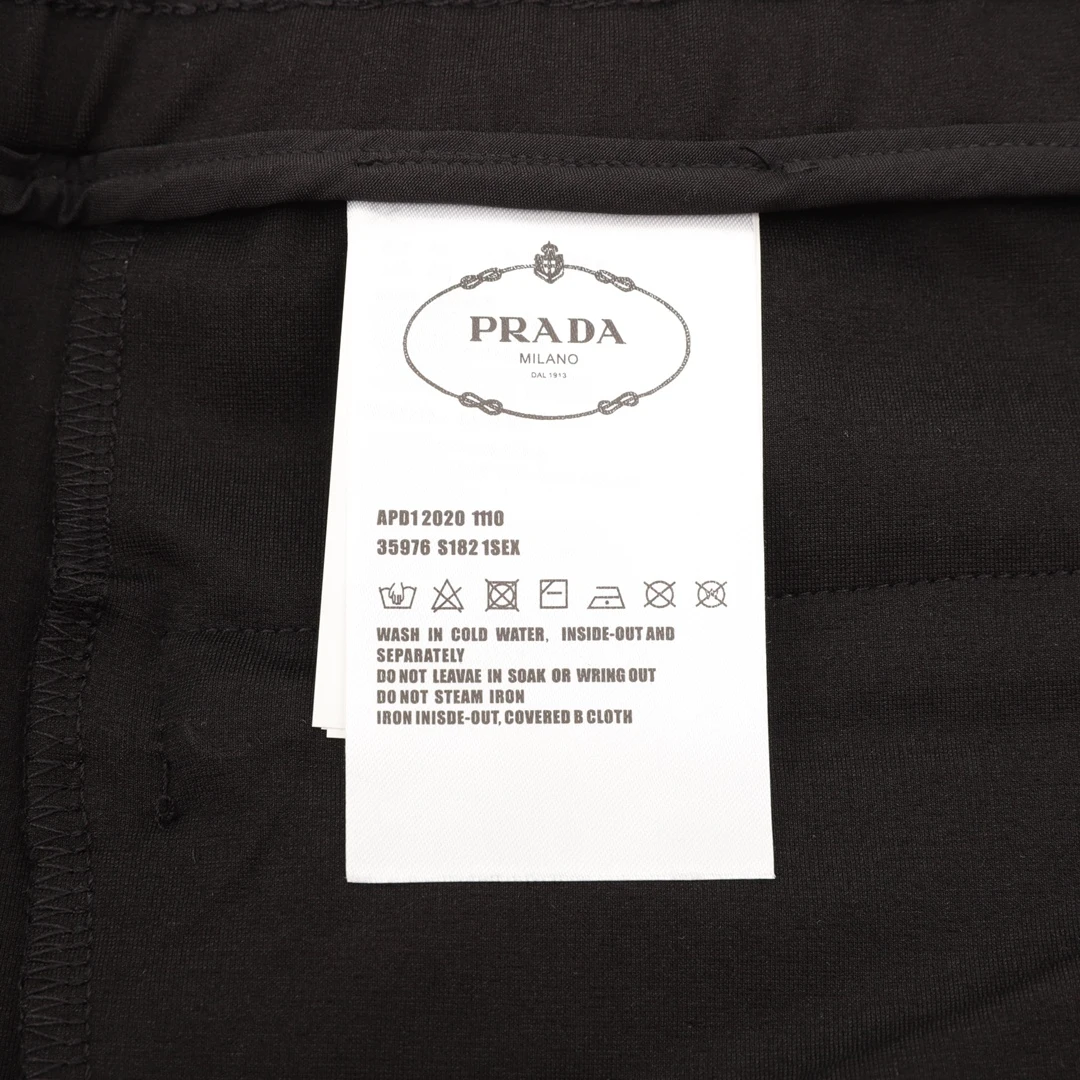 PRADA
MILANO
DAL 1913
APD1 2020 1110
35976 S182 1SEX
WASH IN COLD WATER, INSIDE-OUT AND
SEPARATELY
DO NOT LEAVAE IN SOAK OR WRING OUT
DO NOT STEAM IRON
IRON INISDE-OUT, COVERED B CLOTH